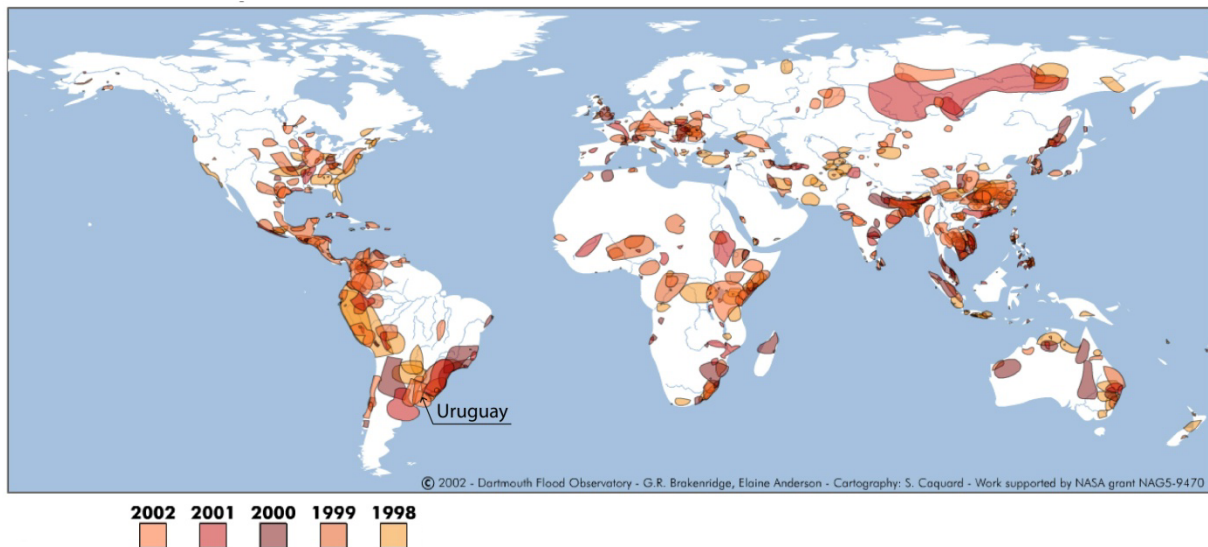 Uruguay
© 2002 - Dartmouth Flood Observatory - G.R. Brakenridge, Elaine Anderson - Cartography: S. Caquard - Work supported by NASA grant NAG5-9470
2002 2001 2000 1999 1998